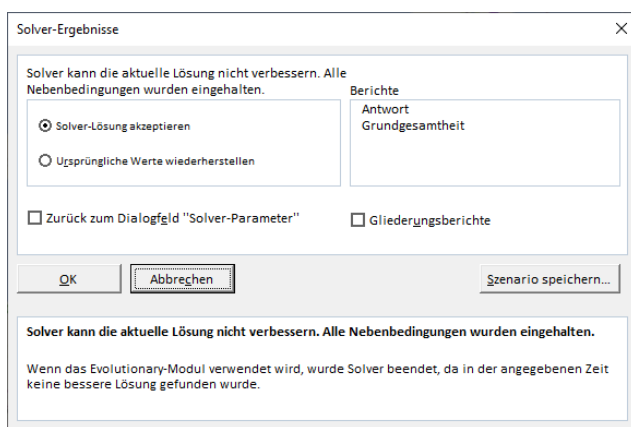 Solver-Ergebnisse
Solver kann die aktuelle Lösung nicht verbessern. Alle
Nebenbedingungen wurden eingehalten.
Berichte
Solver-Lösung akzeptieren
Ursprüngliche Werte wiederherstellen
Antwort
Grundgesamtheit
Zurück zum Dialogfeld "Solver-Parameter"
Gliederungsberichte
OK
Abbrechen
Szenario speichern...
Solver kann die aktuelle Lösung nicht verbessern. Alle Nebenbedingungen wurden eingehalten.
Wenn das Evolutionary-Modul verwendet wird, wurde Solver beendet, da in der angegebenen Zeit
keine bessere Lösung gefunden wurde.